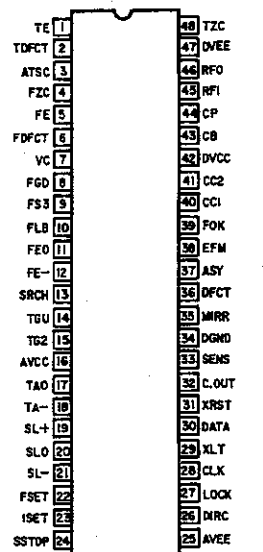 TE 1 48 TZC
TDFCT 2 47 DVEE
ATSC 3 46 RFO
FZC 4 45 RFI
FE 5 44 CP
FDFCT 6 43 CB
VC 7 42 DVCC
FGD 8 41 CC2
FS3 9 40 CC1
FLB 10 39 FOK
FEO 11 38 EFM
FE- 12 37 ASY
SRCH 13 36 DFCT
TGU 14 35 MIRR
TG2 15 34 DGND
AVCC 16 33 SENS
TAO 17 32 C.OUT
TA- 18 31 XRST
SL+ 19 30 DATA
SLO 20 29 XLT
SL- 21 28 CLK
FSET 22 27 LOCK
ISET 23 26 DIRC
SSTOP 24 25 AVEE